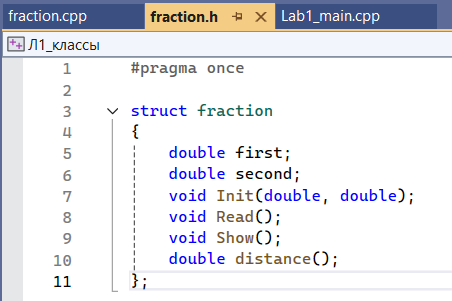 fraction.cpp fraction.h Lab1_main.cpp
Л1_классы
1 #pragma once
2
3 struct fraction
4 {
5 double first;
6 double second;
7 void Init(double, double);
8 void Read();
9 void Show();
10 double distance();
11 };